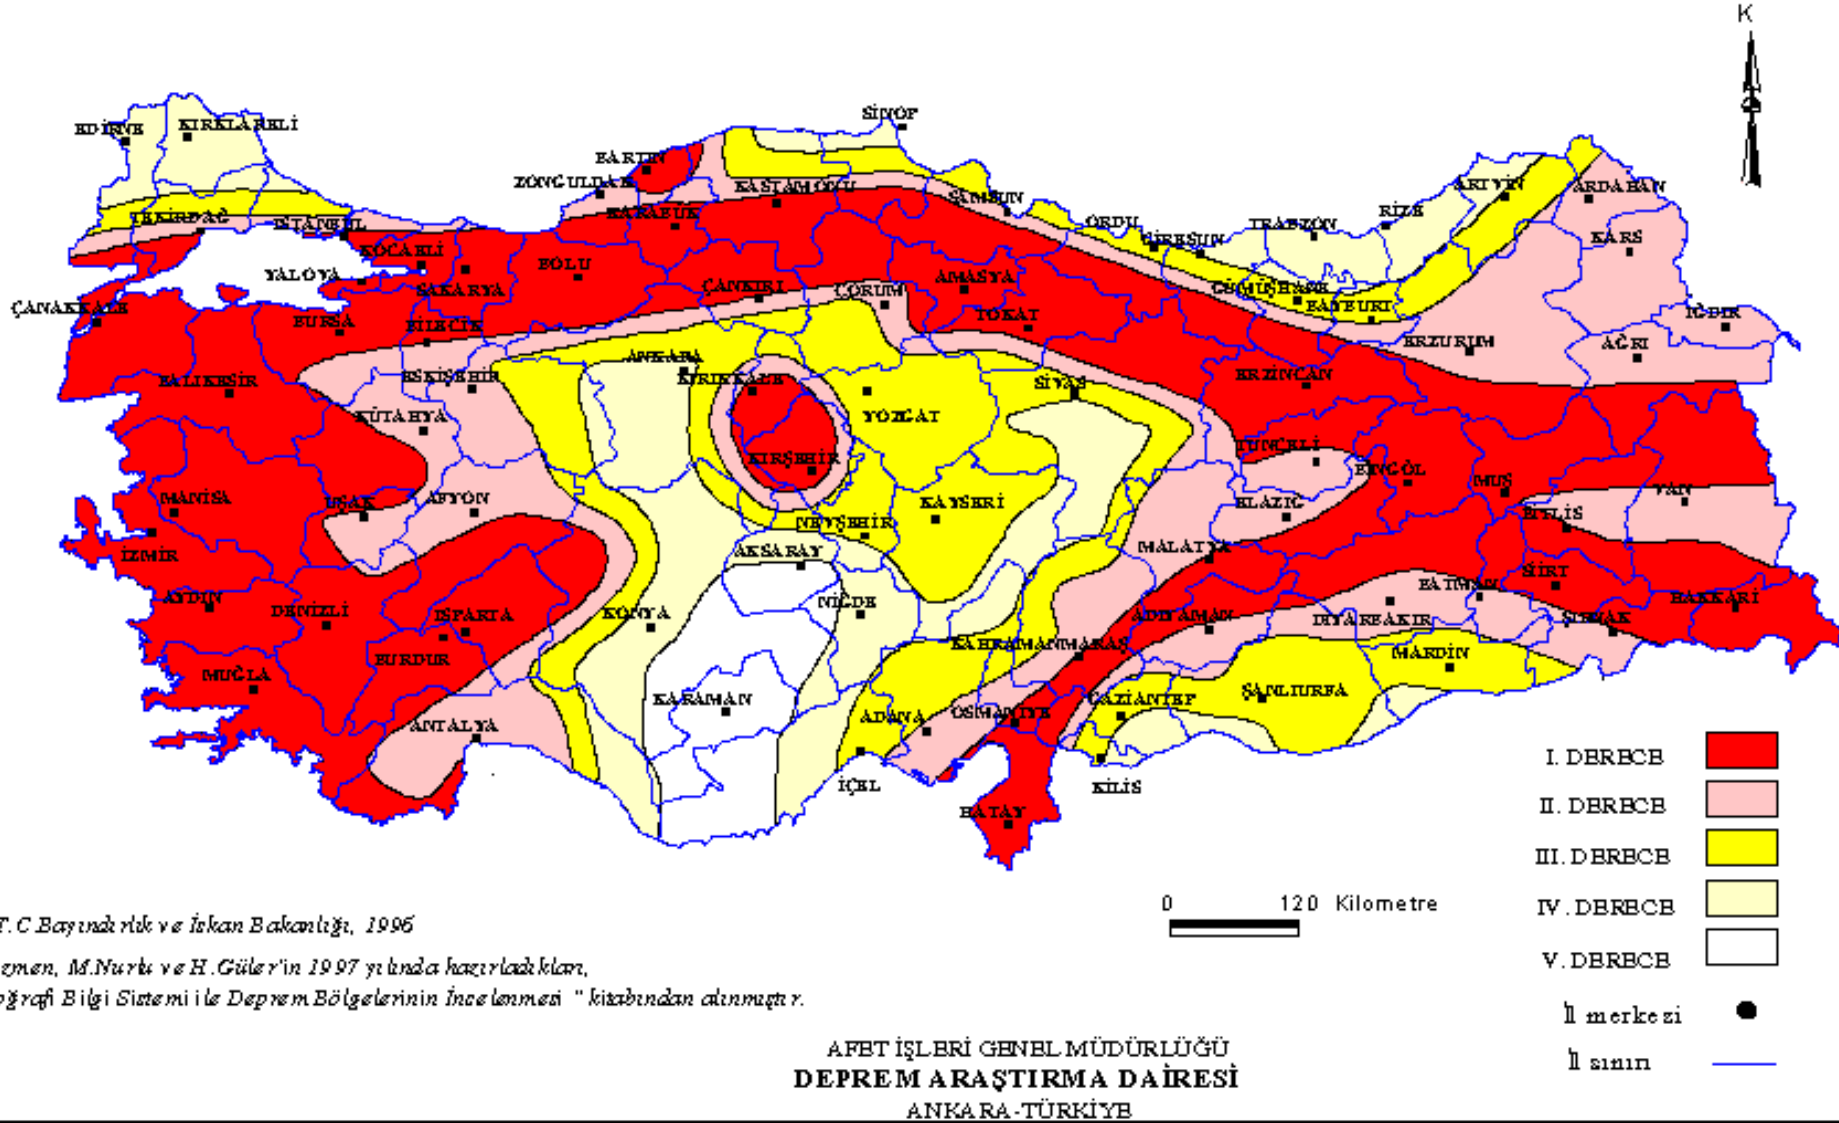 K
SİNOP
EDİRNE
KIRKLARELİ
BARTIN
ZONGULDAK
KASTAMONU
ARTVİN
ARDAHAN
TEKİRDAĞ
İSTANBUL
KARABÜK
SAMSUN
ORDU
GİRESUN
TRABZON
RİZE
KARS
KOCAELİ
YALOVA
BOLU
SAKARYA
ÇANKIRI
ÇORUM
AMASYA
GÜMÜŞHANE
BAYBURT
ÇANAKKALE
BURSA
BİLECİK
TOKAT
IĞDIR
ERZURUM
AĞRI
ANKARA
KIRIKKALE
BALIKESİR
ESKİŞEHİR
SİVAS
ERZİNCAN
KÜTAHYA
YOZGAT
TUNCELİ
BİNGÖL
KIRŞEHİR
MUŞ
VAN
MANİSA
UŞAK
AFYON
KAYSERİ
ELAZIĞ
BİTLİS
NEVŞEHİR
İZMİR
AKSARAY
MALATYA
SİİRT
BATMAN
AYDIN
DENİZLİ
ISPARTA
KONYA
NİĞDE
ADIYAMAN
DİYARBAKIR
ŞIRNAK
HAKKARİ
KAHRAMANMARAŞ
BURDUR
MARDİN
MUĞLA
KARAMAN
GAZİANTEP
ŞANLIURFA
ANTALYA
ADANA
OSMANİYE
İÇEL
KİLİS
HATAY
I. DERECE
II. DERECE
III. DERECE
IV. DERECE
V. DERECE
İl merkezi
İl sınırı
0 120 Kilometre
T.C Bayındırlık ve İskan Bakanlığı, 1996
zmen, M.Nurlu ve H.Güler'in 1997 yılında hazırladıkları,
oğrafi Bilgi Sistemi ile Deprem Bölgelerinin İncelenmesi " kitabından alınmıştır.
AFET İŞLERİ GENEL MÜDÜRLÜĞÜ
DEPREM ARAŞTIRMA DAİRESİ
ANKARA-TÜRKİYE